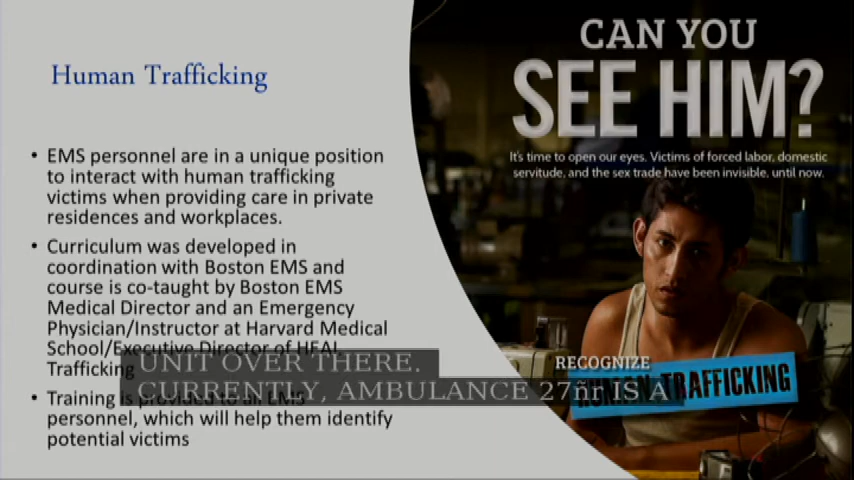 Human Trafficking
• EMS personnel are in a unique position
to interact with human trafficking
victims when providing care in private
residences and workplaces.
• Curriculum was developed in
coordination with Boston EMS and
course is co-taught by Boston EMS
Medical Director and an Emergency
Physician/Instructor at Harvard Medical
School/Executive Director of HEAL
Trafficking
• Training is provided to all EMS
personnel, which will help them identify
potential victims
CAN YOU
SEE HIM?
It's time to open our eyes. Victims of forced labor, domestic
servitude, and the sex trade have been invisible, until now.
RECOGNIZE
HUMAN TRAFFICKING
UNIT OVER THERE.
CURRENTLY, AMBULANCE 27ñr IS A